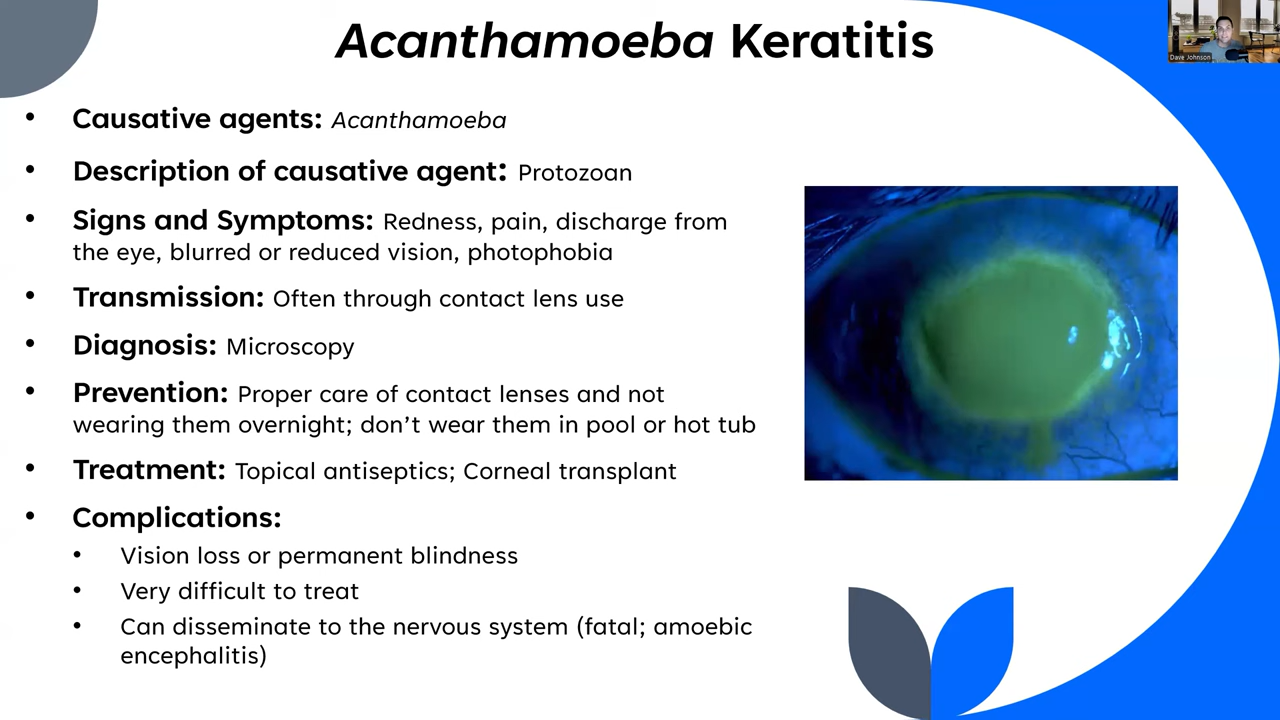 Acanthamoeba Keratitis
Dave Johnson
• Causative agents: Acanthamoeba
• Description of causative agent: Protozoan
• Signs and Symptoms: Redness, pain, discharge from
the eye, blurred or reduced vision, photophobia
• Transmission: Often through contact lens use
• Diagnosis: Microscopy
• Prevention: Proper care of contact lenses and not
wearing them overnight; don’t wear them in pool or hot tub
• Treatment: Topical antiseptics; Corneal transplant
• Complications:
• Vision loss or permanent blindness
• Very difficult to treat
• Can disseminate to the nervous system (fatal; amoebic
encephalitis)